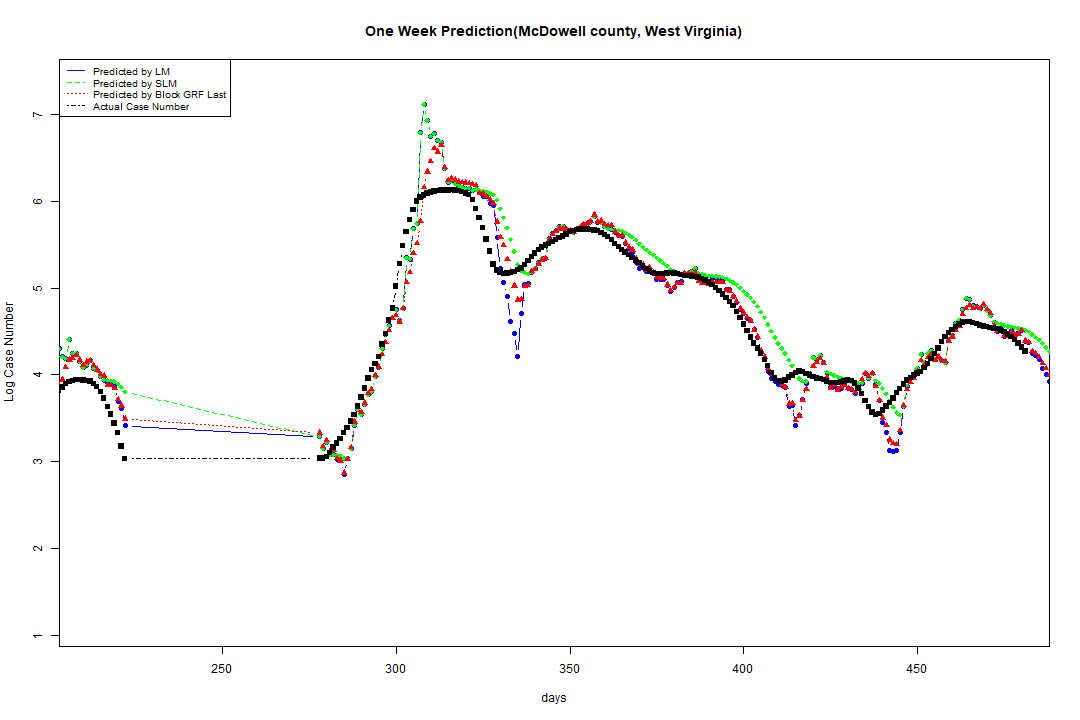 One Week Prediction(McDowell county, West Virginia)
Predicted by LM
Predicted by SLM
Predicted by Block GRF Last
Actual Case Number
Log Case Number
7
6
5
4
3
2
1
250 300 350 400 450
days